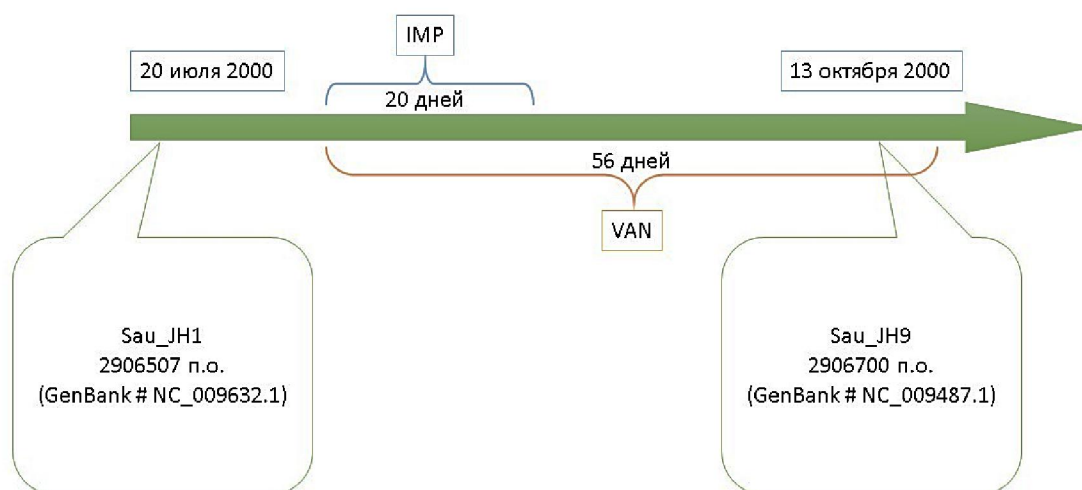 IMP
20 июля 2000
13 октября 2000
20 дней
56 дней
VAN
Sau_JH1
2906507 п.о.
(GenBank # NC_009632.1)
Sau_JH9
2906700 п.о.
(GenBank # NC_009487.1)